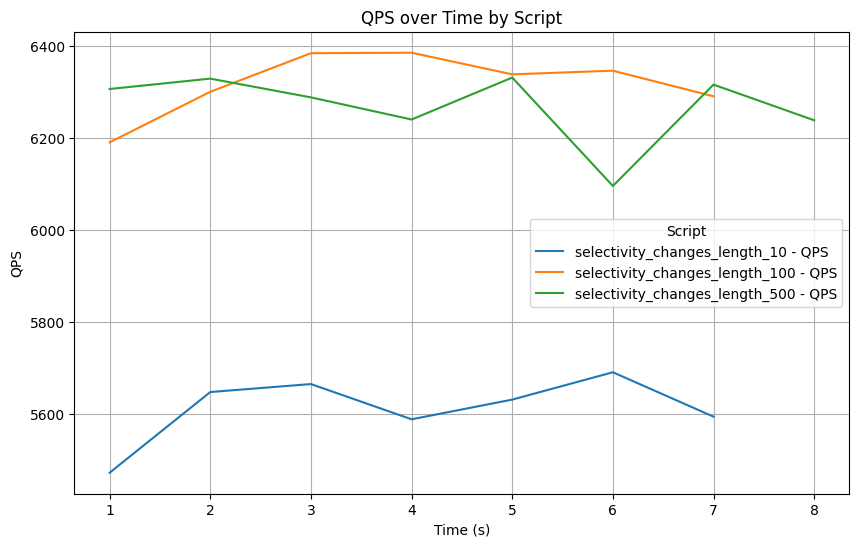 QPS over Time by Script
6400
6200
6000
5800
5600
QPS
Script
selectivity_changes_length_10 - QPS
selectivity_changes_length_100 - QPS
selectivity_changes_length_500 - QPS
1 2 3 4 5 6 7 8
Time (s)